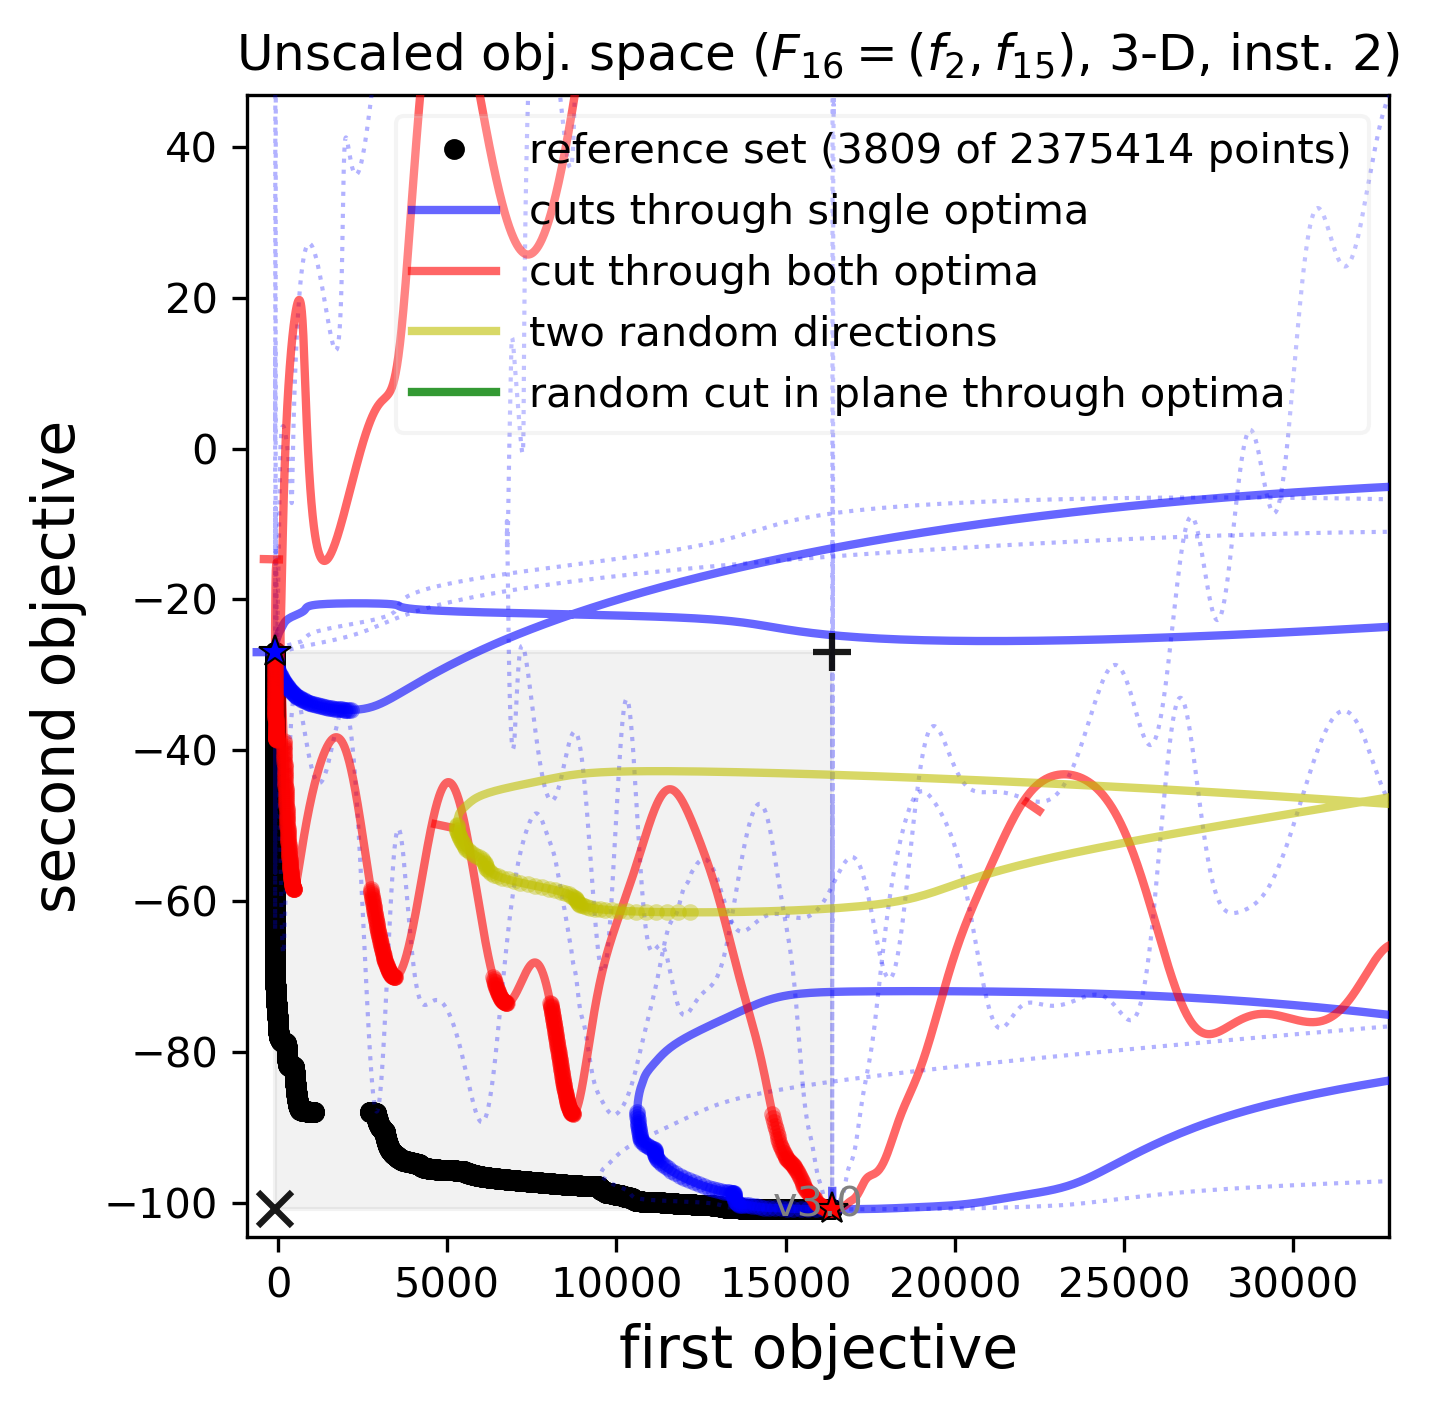 Unscaled obj. space (F₁₆ = (f₂, f₁₅), 3-D, inst. 2)
reference set (3809 of 2375414 points)
cuts through single optima
cut through both optima
two random directions
random cut in plane through optima
second objective
40
20
0
−20
−40
−60
−80
−100
v3.0
0 5000 10000 15000 20000 25000 30000
first objective